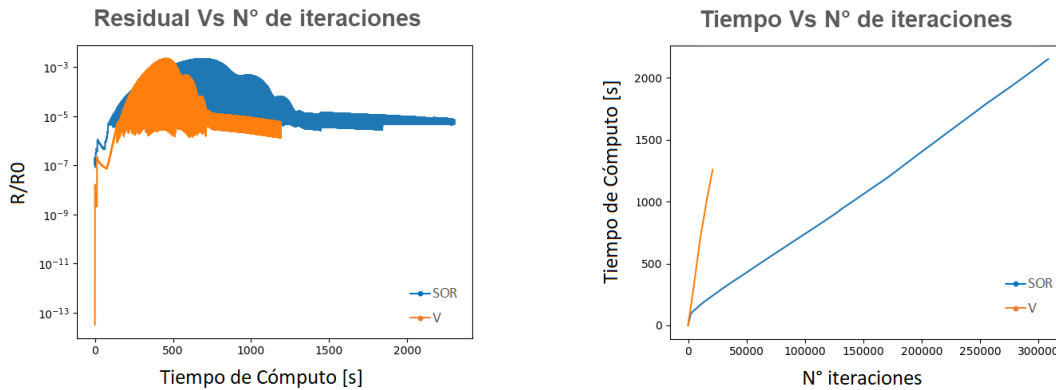 Residual Vs N° de iteraciones
R/R0
10⁻³
10⁻⁵
10⁻⁷
10⁻⁹
10⁻¹¹
10⁻¹³
SOR
V
0
500
1000
1500
2000
Tiempo de Cómputo [s]
Tiempo Vs N° de iteraciones
Tiempo de Cómputo [s]
2000
1500
1000
500
0
SOR
V
0
50000
100000
150000
200000
250000
300000
N° iteraciones